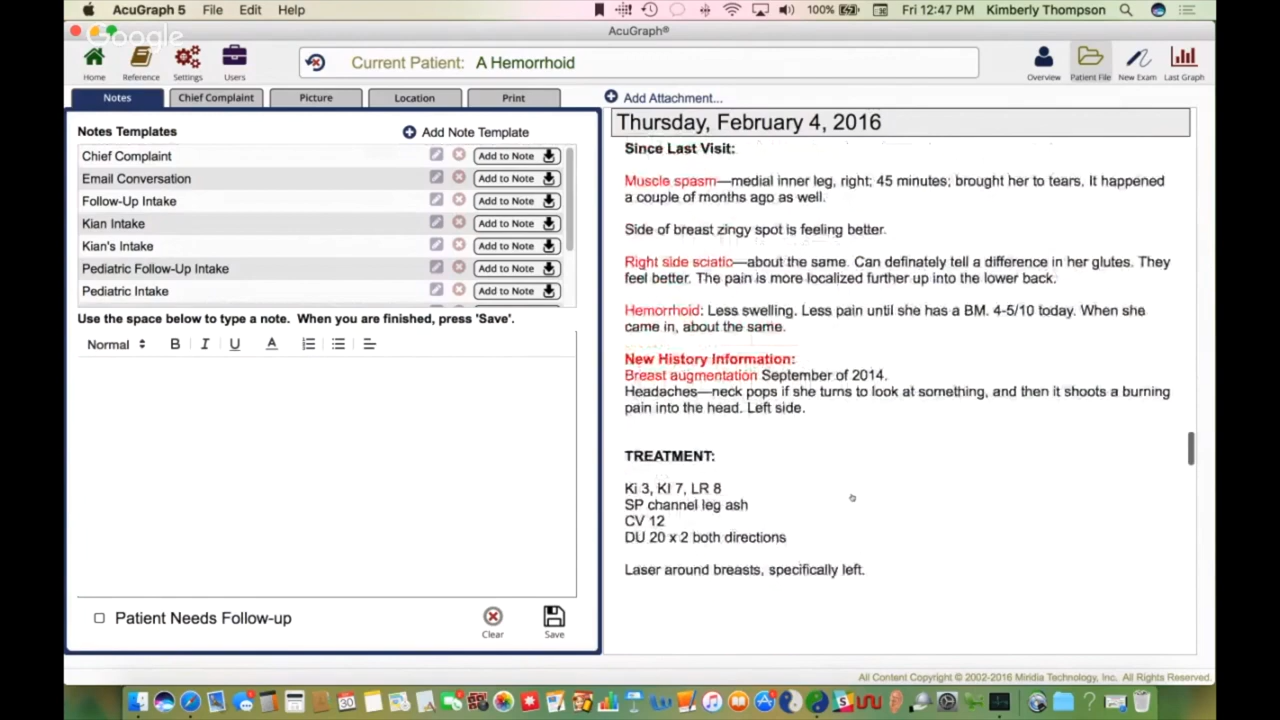 AcuGraph 5 File Edit Help 100% Fri 12:47 PM Kimberly Thompson
Google
AcuGraph®
Home Reference Settings Users Current Patient: A Hemorrhoid Overview Patient File New Exam Last Graph
Notes Chief Complaint Picture Location Print
Notes Templates Add Note Template
Chief Complaint Add to Note
Email Conversation Add to Note
Follow-Up Intake Add to Note
Kian Intake Add to Note
Kian's Intake Add to Note
Pediatric Follow-Up Intake Add to Note
Pediatric Intake Add to Note
Use the space below to type a note. When you are finished, press 'Save'.
Normal B I U A
Patient Needs Follow-up Clear Save
Add Attachment...
Thursday, February 4, 2016
Since Last Visit:
Muscle spasm—medial inner leg, right; 45 minutes; brought her to tears. It happened
a couple of months ago as well.
Side of breast zingy spot is feeling better.
Right side sciatic—about the same. Can definately tell a difference in her glutes. They
feel better. The pain is more localized further up into the lower back.
Hemorrhoid: Less swelling. Less pain until she has a BM. 4-5/10 today. When she
came in, about the same.
New History Information:
Breast augmentation September of 2014.
Headaches—neck pops if she turns to look at something, and then it shoots a burning
pain into the head. Left side.
TREATMENT:
Ki 3, KI 7, LR 8
SP channel leg ash
CV 12
DU 20 x 2 both directions
Laser around breasts, specifically left.
All Content Copyright © 2002-2016 Miridia Technology, Inc. All Rights Reserved.
30